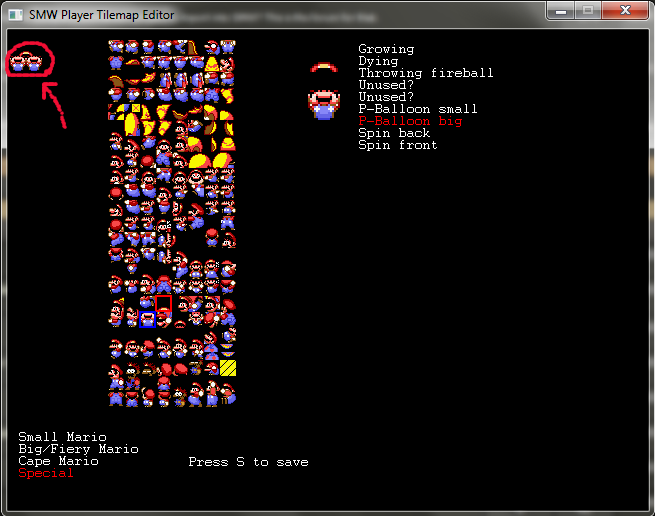 SMW Player Tilemap Editor
Growing
Dying
Throwing fireball
Unused?
Unused?
P-Balloon small
P-Balloon big
Spin back
Spin front
Small Mario
Big/Fiery Mario
Cape Mario
Press S to save
Special